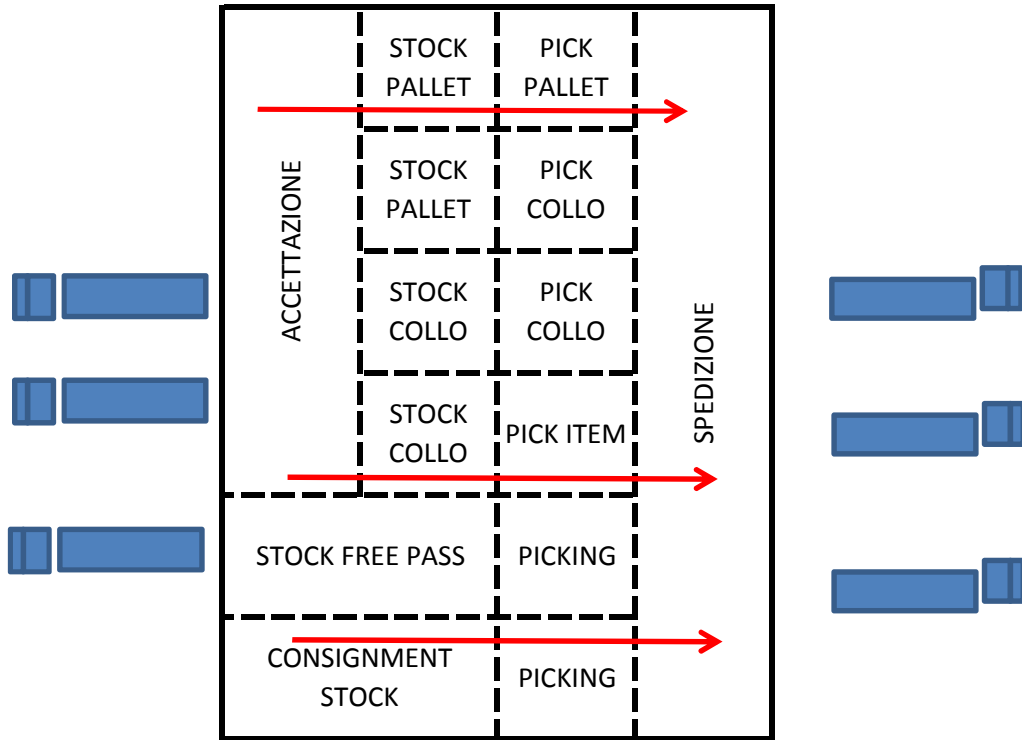 STOCK
PALLET
PICK
PALLET
ACCETTAZIONE
STOCK
PALLET
PICK
COLLO
STOCK
COLLO
PICK
COLLO
SPEDIZIONE
STOCK
COLLO
PICK ITEM
STOCK FREE PASS
PICKING
CONSIGNMENT
STOCK
PICKING